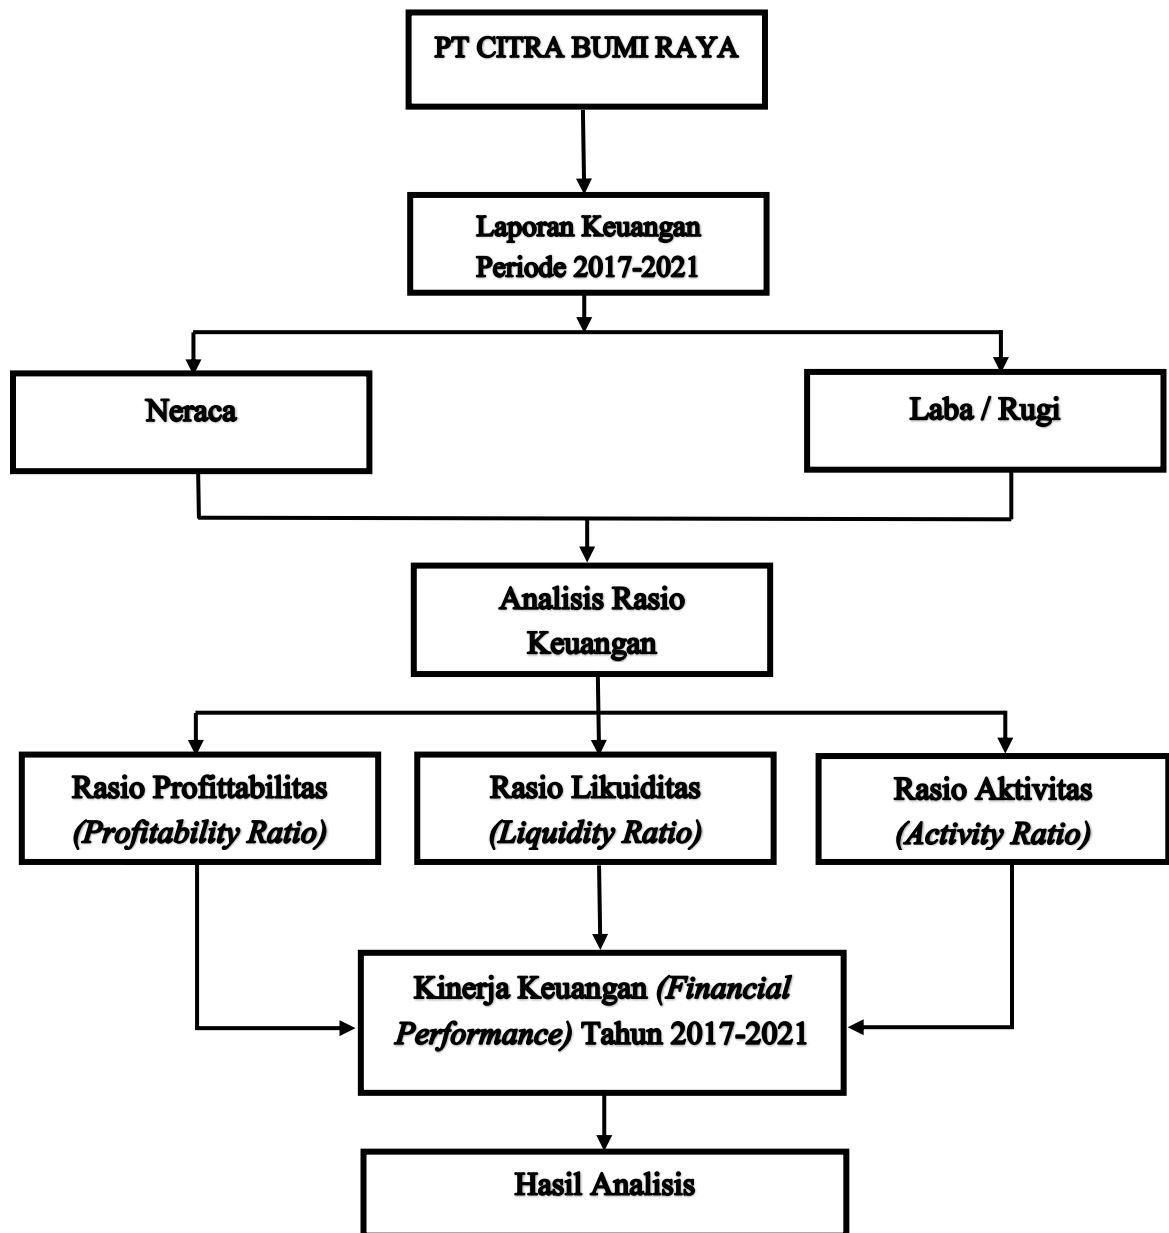 PT CITRA BUMI RAYA
Laporan Keuangan
Periode 2017-2021
Neraca
Laba / Rugi
Analisis Rasio
Keuangan
Rasio Profittabilitas
(Profitability Ratio)
Rasio Likuiditas
(Liquidity Ratio)
Rasio Aktivitas
(Activity Ratio)
Kinerja Keuangan (Financial
Performance) Tahun 2017-2021
Hasil Analisis